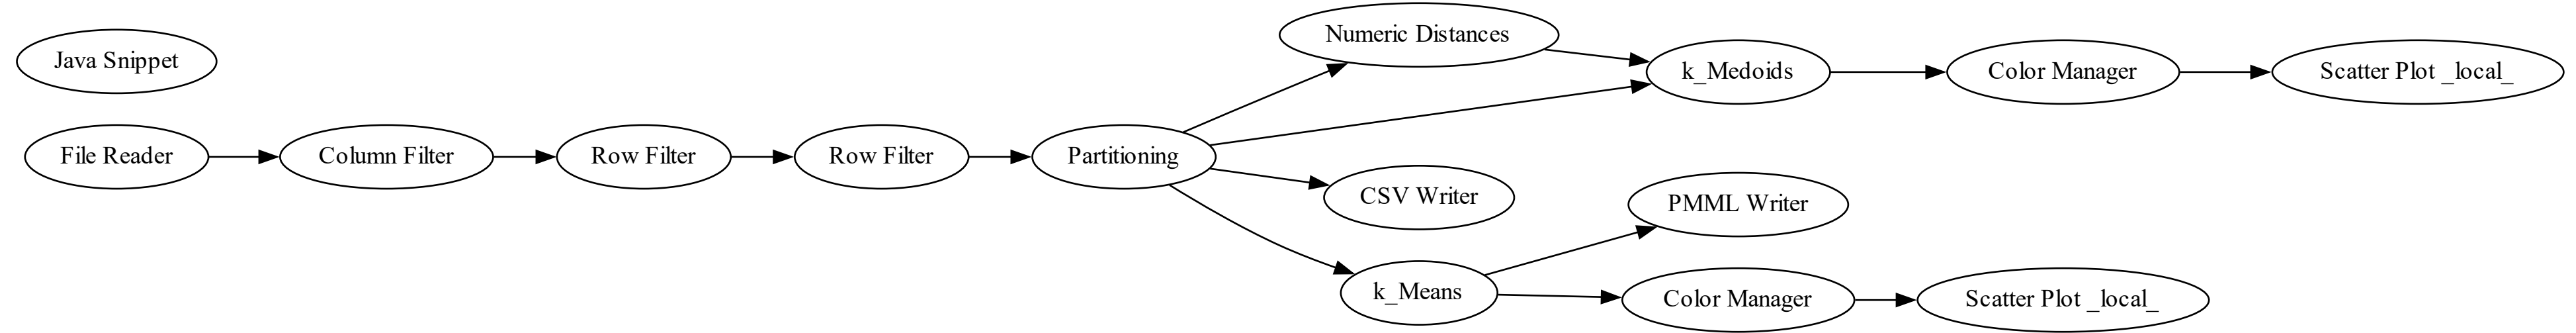 Java Snippet
File Reader
Column Filter
Row Filter
Row Filter
Partitioning
Numeric Distances
k_Medoids
Color Manager
Scatter Plot _local_
CSV Writer
PMML Writer
k_Means
Color Manager
Scatter Plot _local_